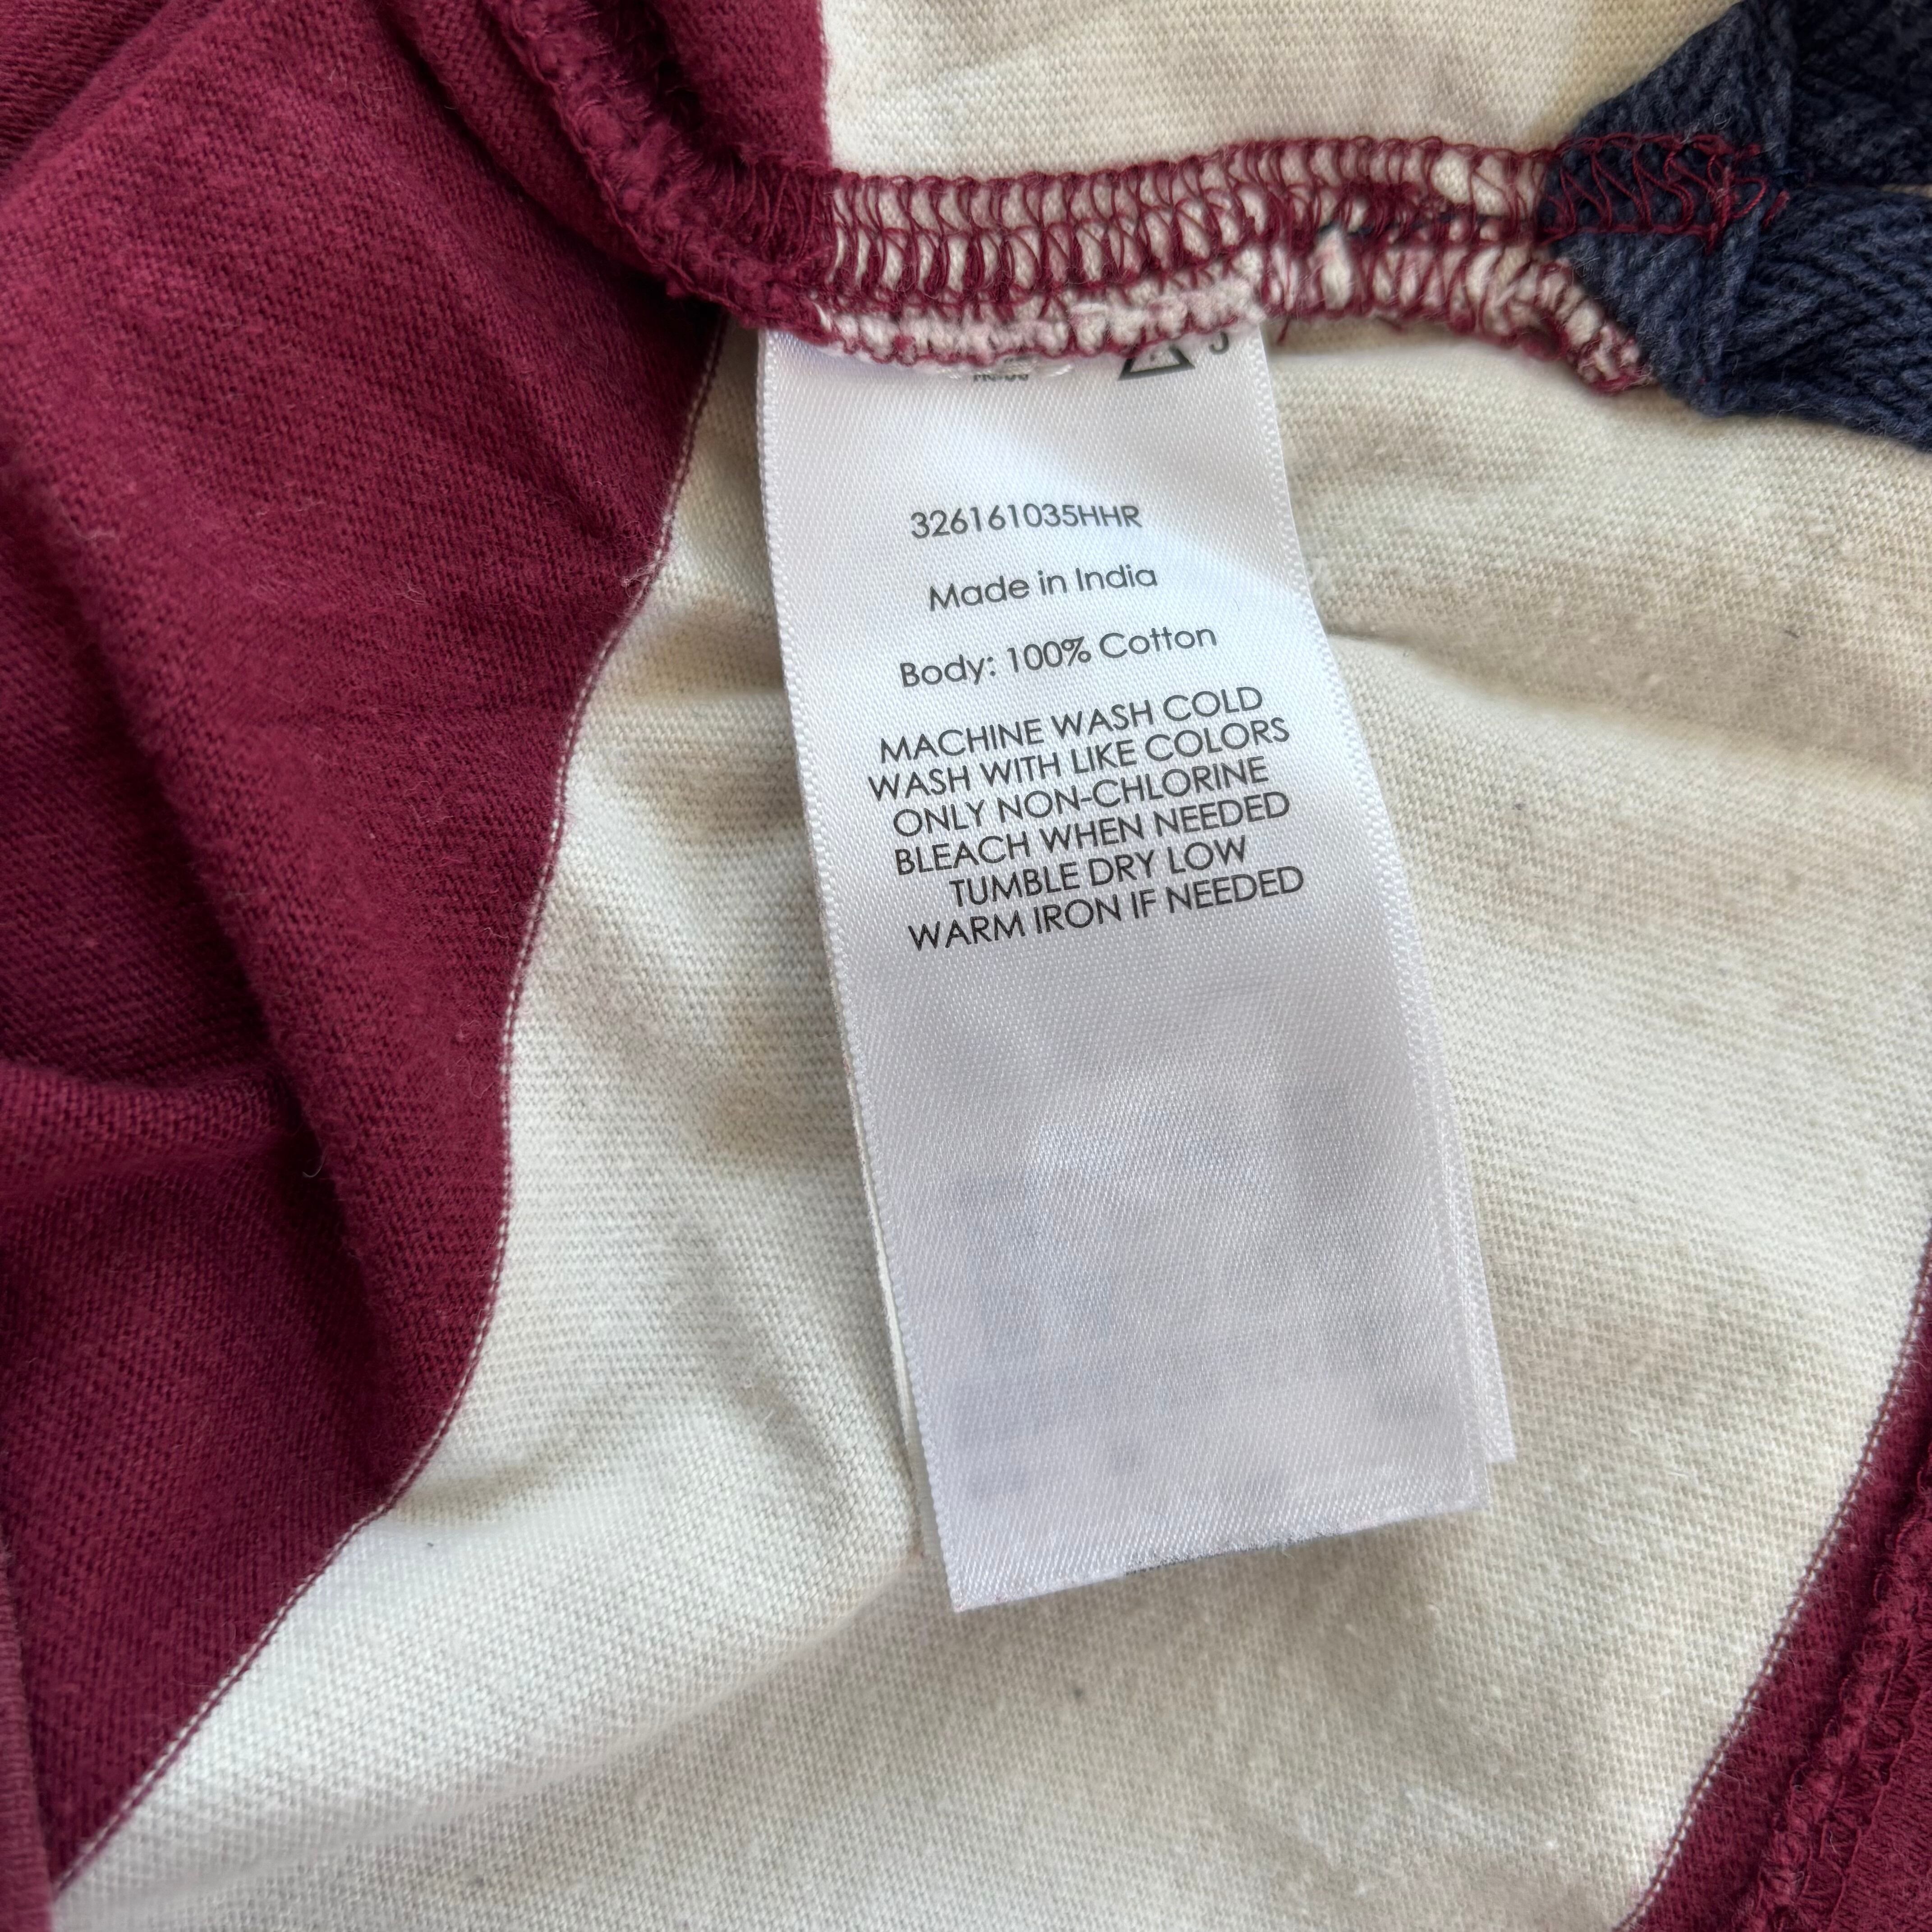 326161035HHR
Made in India
Body: 100% Cotton
MACHINE WASH COLD
WASH WITH LIKE COLORS
ONLY NON-CHLORINE
BLEACH WHEN NEEDED
TUMBLE DRY LOW
WARM IRON IF NEEDED